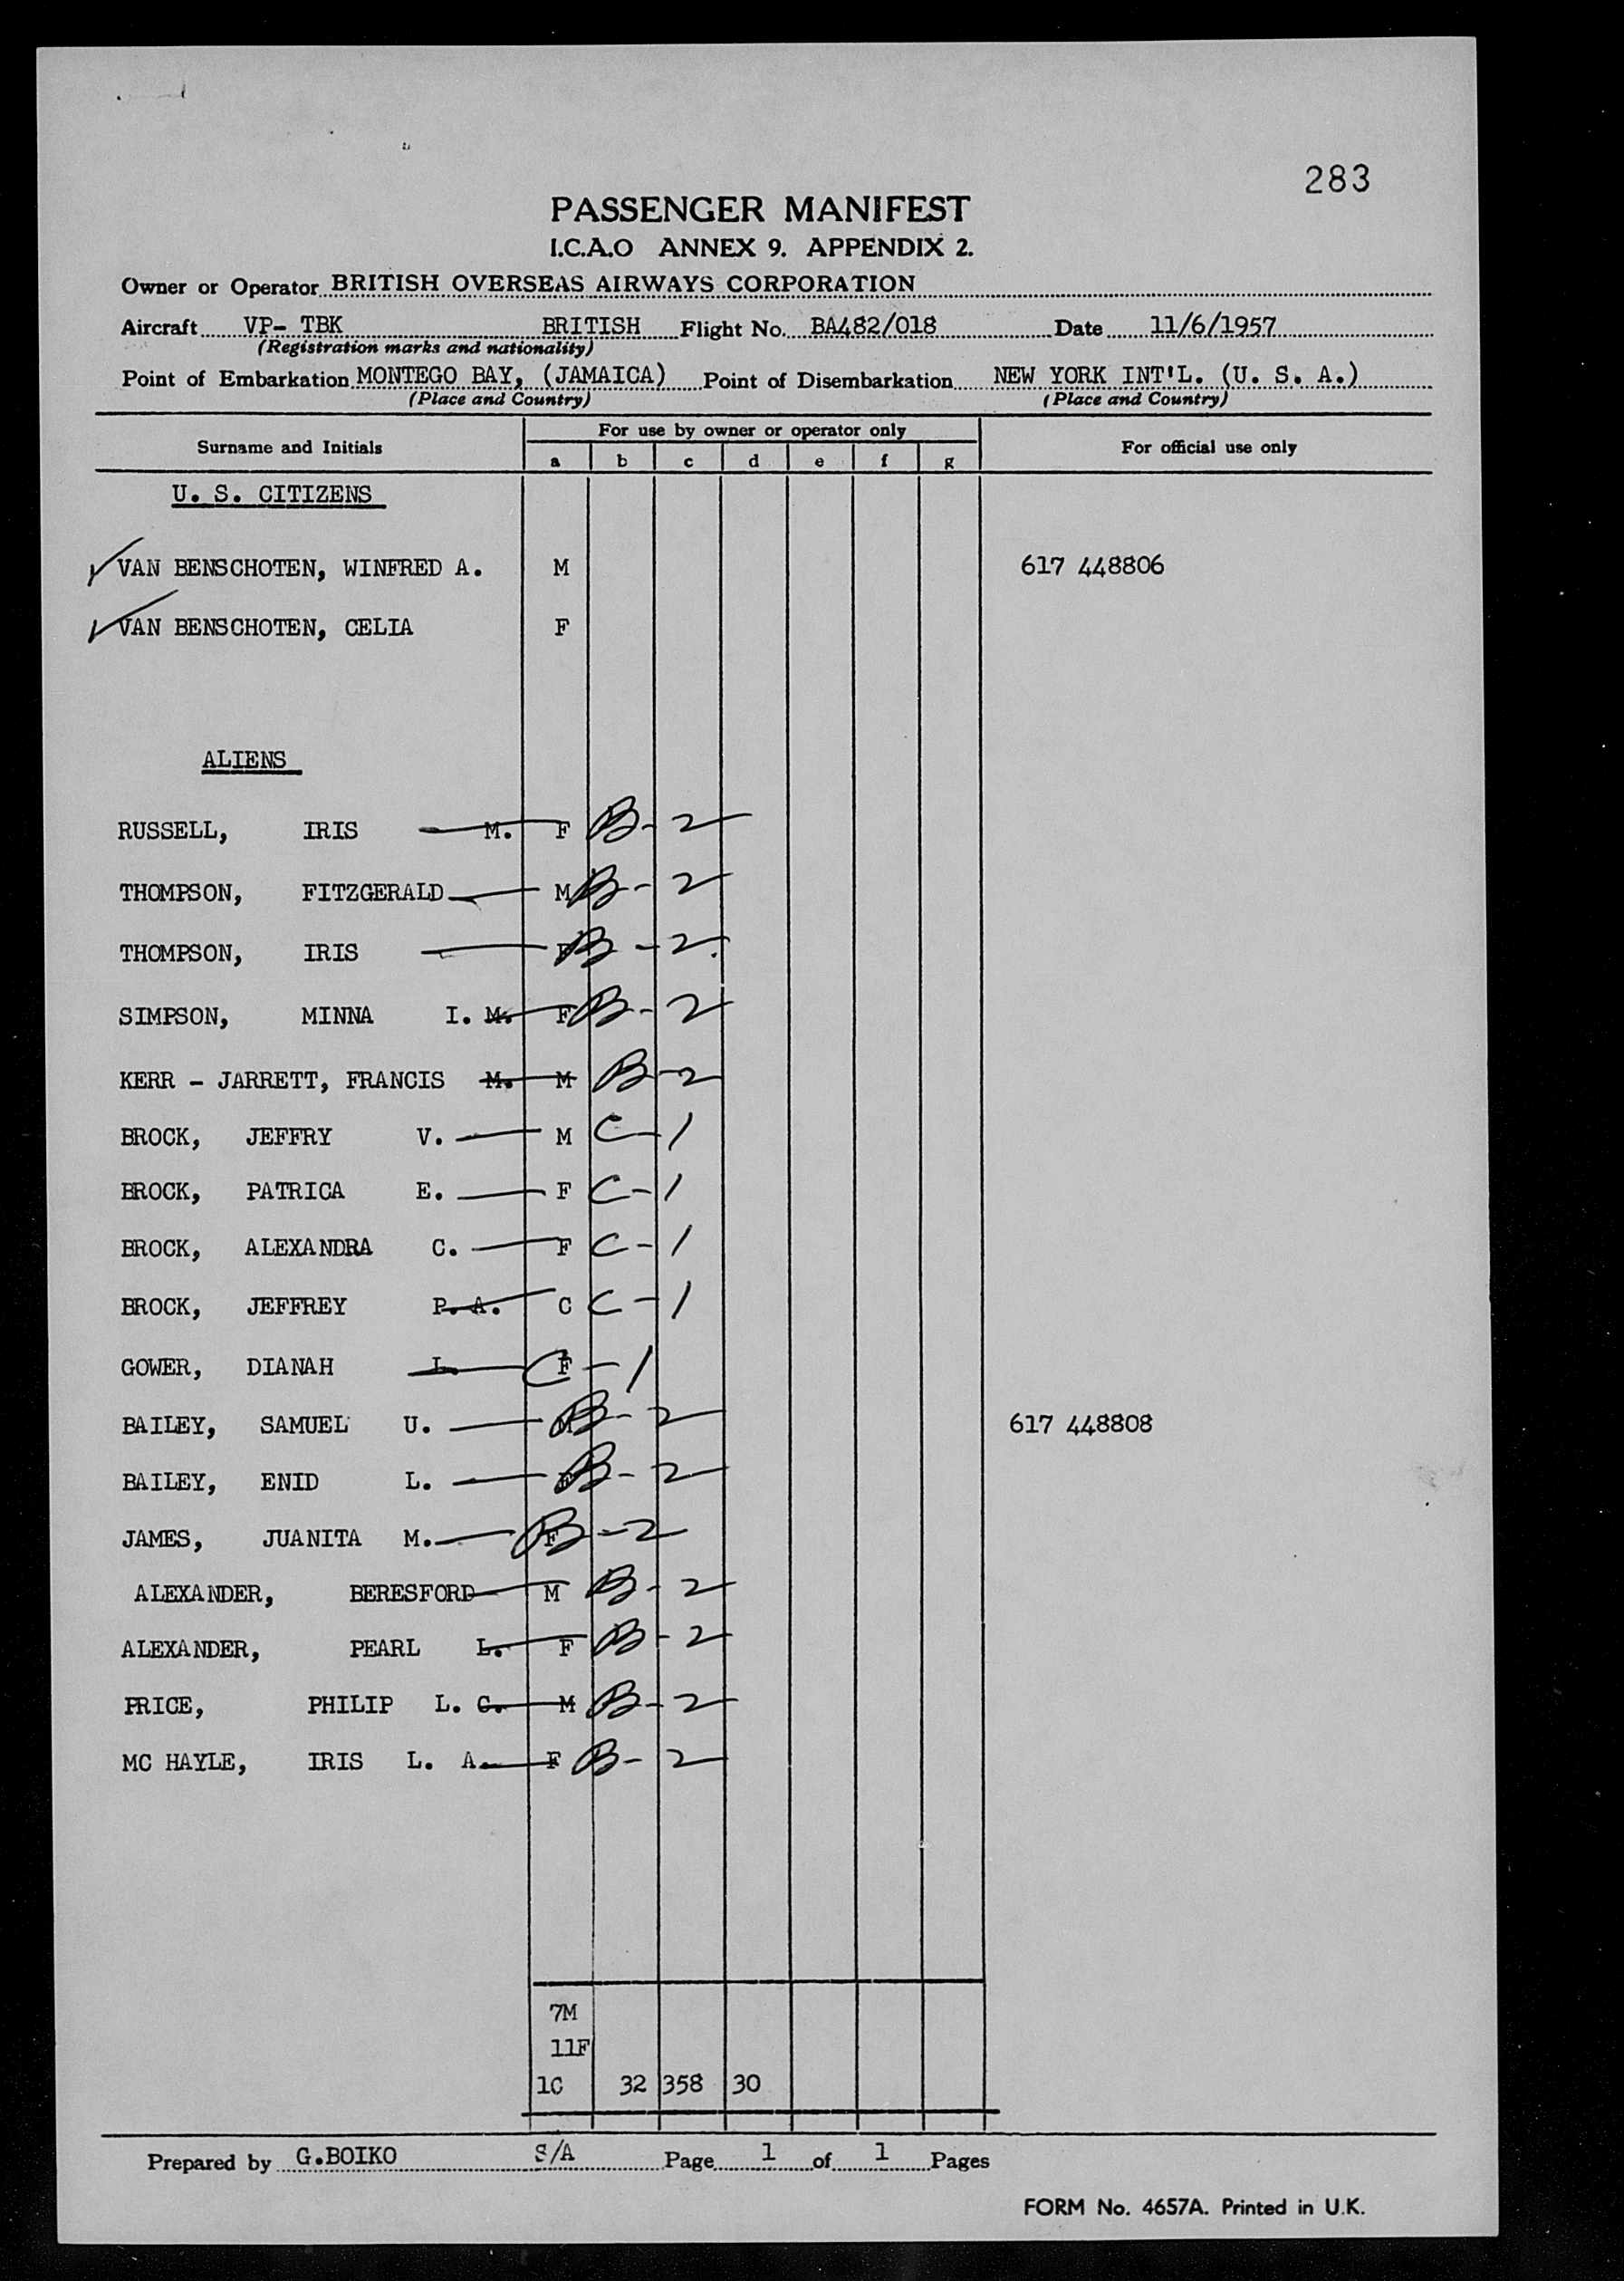 283
PASSENGER MANIFEST
I.C.A.O ANNEX 9. APPENDIX 2.
Owner or Operator BRITISH OVERSEAS AIRWAYS CORPORATION
Aircraft VP- TBK BRITISH Flight No. BA482/018 Date 11/6/1957
(Registration marks and nationality)
Point of Embarkation MONTEGO BAY, (JAMAICA) Point of Disembarkation NEW YORK INT'L. (U. S. A.)
(Place and Country) (Place and Country)
Surname and Initials For use by owner or operator only For official use only
a b c d e f g
U. S. CITIZENS
VAN BENSCHOTEN, WINFRED A. M 617 448806
VAN BENSCHOTEN, CELIA F
ALIENS
RUSSELL, IRIS M. F B-2
THOMPSON, FITZGERALD M B-2
THOMPSON, IRIS F B-2
SIMPSON, MINNA I. M. F B-2
KERR - JARRETT, FRANCIS M. M B-2
BROCK, JEFFRY V. M C-1
BROCK, PATRICA E. F C-1
BROCK, ALEXANDRA C. F C-1
BROCK, JEFFREY P. A. C C-1
GOWER, DIANAH L. F C-1
BAILEY, SAMUEL U. M B-2 617 448808
BAILEY, ENID L. F B-2
JAMES, JUANITA M. F B-2
ALEXANDER, BERESFORD M B-2
ALEXANDER, PEARL L. F B-2
PRICE, PHILIP L. C. M B-2
MC HAYLE, IRIS L. A. F B-2
7M
11F
1C 32 358 30
Prepared by G.BOIKO S/A Page 1 of 1 Pages
FORM No. 4657A. Printed in U.K.